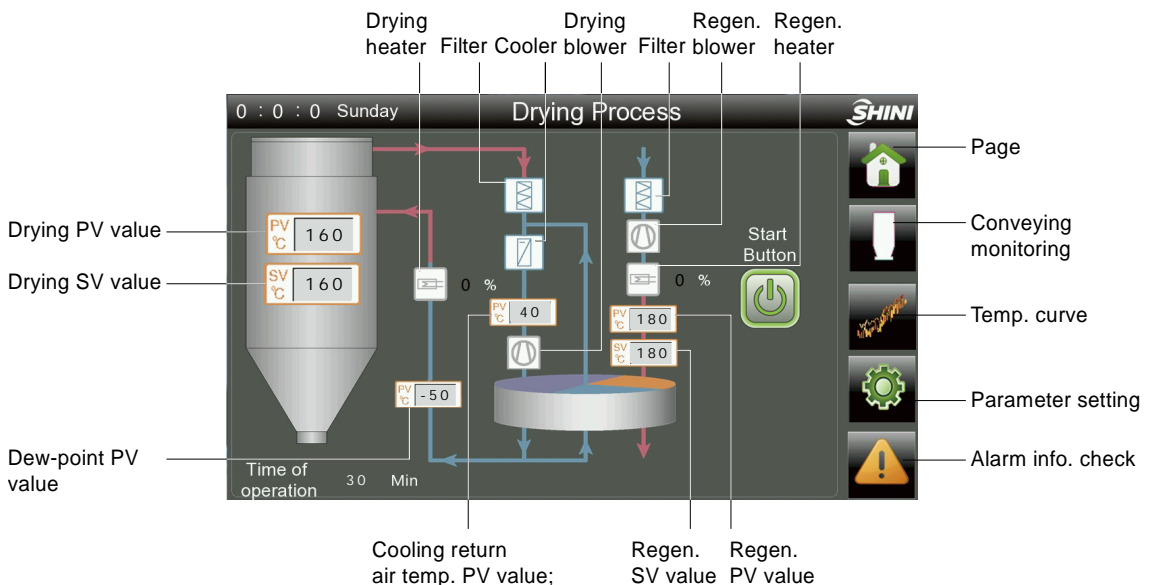 Drying
heater
Filter
Cooler
Drying
blower
Filter
Regen.
blower
Regen.
heater
0 : 0 : 0 Sunday
Drying Process
SHINI
Page
Conveying
monitoring
Temp. curve
Parameter setting
Alarm info. check
Drying PV value
Drying SV value
Dew-point PV
value
PV
℃
160
SV
℃
160
0 %
PV
℃
40
PV
℃
-50
0 %
PV
℃
180
SV
℃
180
Start
Button
Time of
operation
30 Min
Cooling return
air temp. PV value;
Regen.
SV value
Regen.
PV value